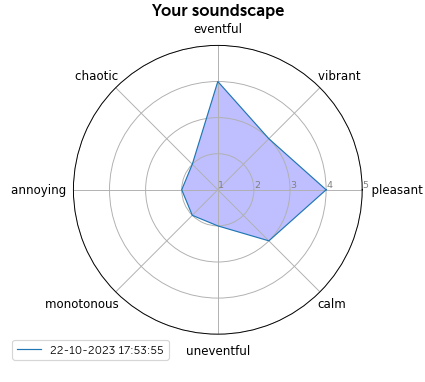 Your soundscape
eventful
chaotic
vibrant
annoying
1 2 3 4 5
pleasant
monotonous
calm
22-10-2023 17:53:55
uneventful